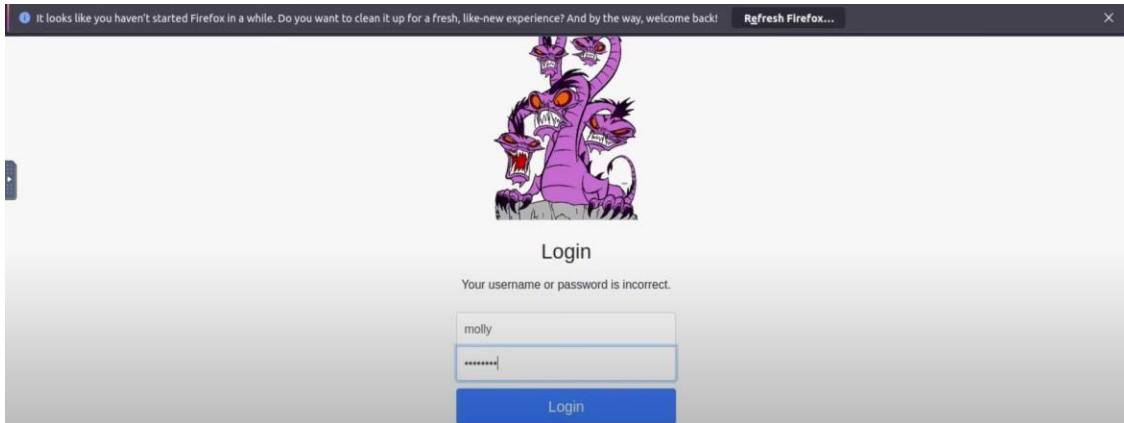 It looks like you haven't started Firefox in a while. Do you want to clean it up for a fresh, like-new experience? And by the way, welcome back! Refresh Firefox...
Login
Your username or password is incorrect.
molly
••••••••
Login